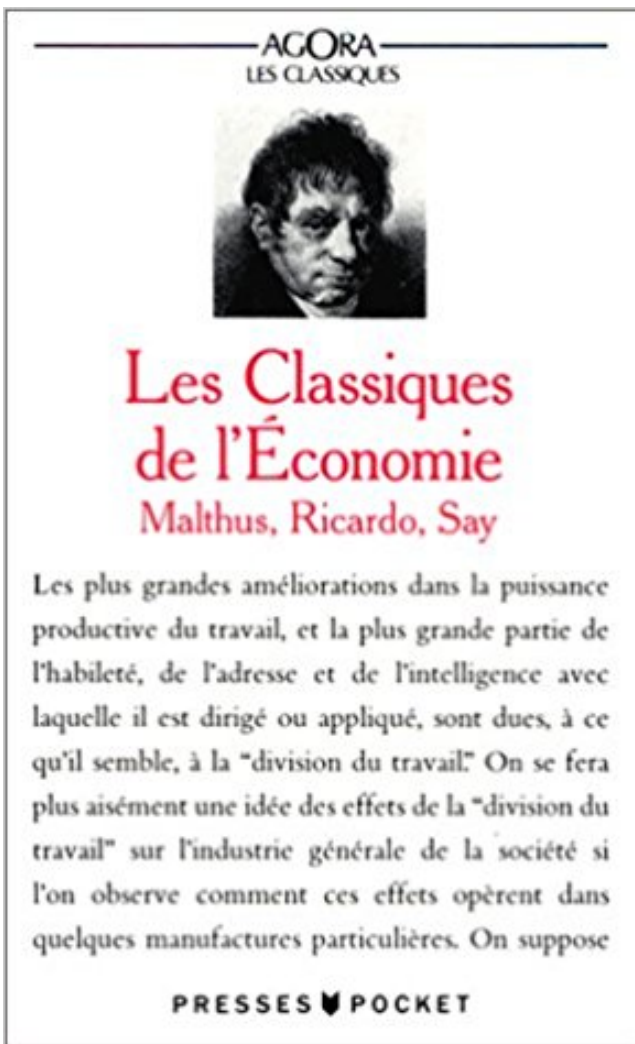 AGORA
LES CLASSIQUES
Les Classiques
de l'Économie
Malthus, Ricardo, Say
Les plus grandes améliorations dans la puissance
productive du travail, et la plus grande partie de
l'habileté, de l'adresse et de l'intelligence avec
laquelle il est dirigé ou appliqué, sont dues, à ce
qu'il semble, à la "division du travail." On se fera
plus aisément une idée des effets de la "division du
travail" sur l'industrie générale de la société si
l'on observe comment ces effets opèrent dans
quelques manufactures particulières. On suppose
PRESSES POCKET